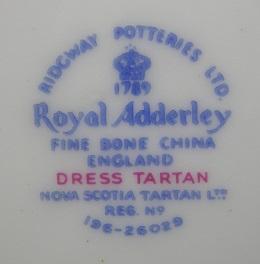 RIDGWAY POTTERIES LTD.
1789
Royal Adderley
FINE BONE CHINA
ENGLAND
DRESS TARTAN
NOVA SCOTIA TARTAN LTD
REG. NO
196-26029